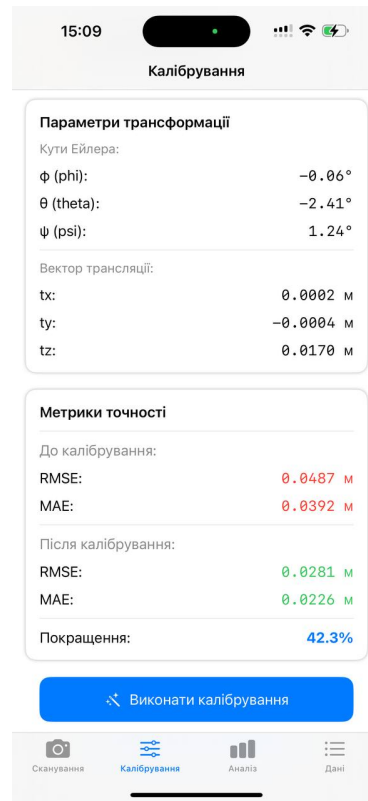 15:09
Калібрування
Параметри трансформації
Кути Ейлера:
φ (phi): −0.06°
θ (theta): −2.41°
ψ (psi): 1.24°
Вектор трансляції:
tx: 0.0002 м
ty: −0.0004 м
tz: 0.0170 м
Метрики точності
До калібрування:
RMSE: 0.0487 м
MAE: 0.0392 м
Після калібрування:
RMSE: 0.0281 м
MAE: 0.0226 м
Покращення: 42.3%
Виконати калібрування
Сканування Калібрування Аналіз Дані